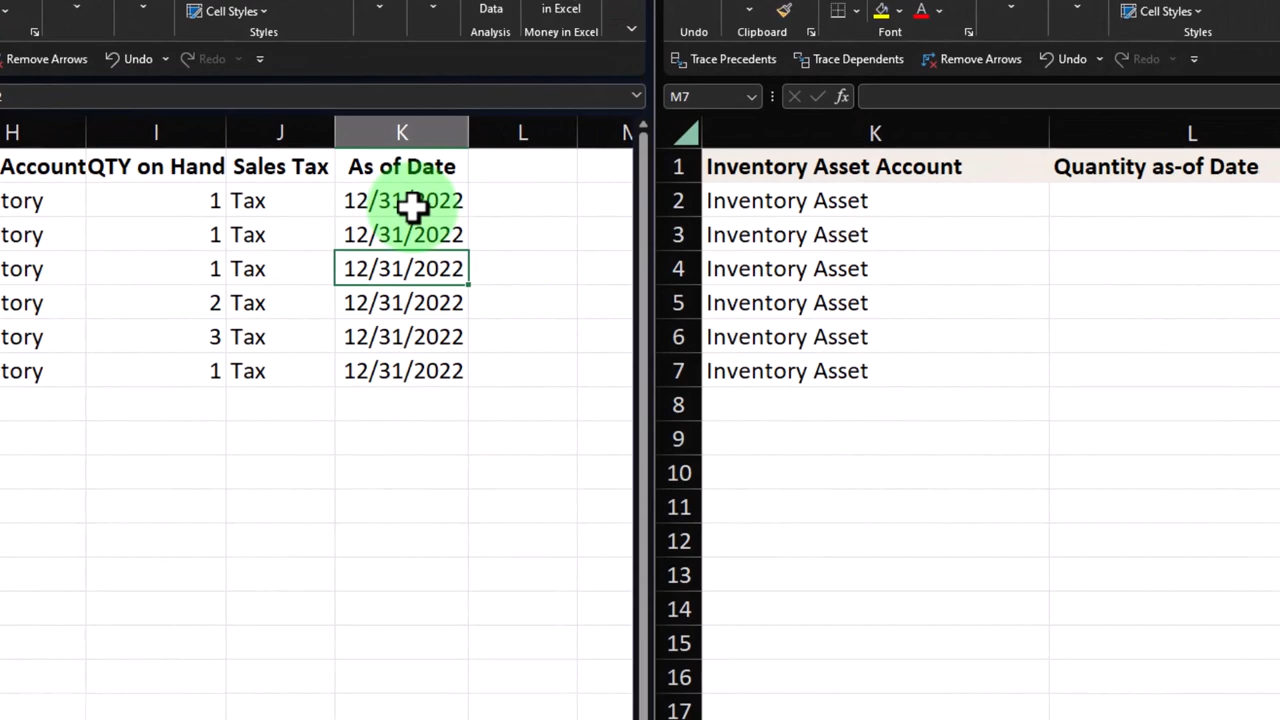 Cell Styles
Data
in Excel
Cell Styles
Styles
Analysis
Money in Excel
Undo
Clipboard
Font
Styles
Remove Arrows
Undo
Redo
Trace Precedents
Trace Dependents
Remove Arrows
Undo
Redo
2
M7
fx
H I J K L M
K L
Account QTY on Hand Sales Tax As of Date
1 Inventory Asset Account Quantity as-of Date
tory 1 Tax 12/31/2022
2 Inventory Asset
tory 1 Tax 12/31/2022
3 Inventory Asset
tory 1 Tax 12/31/2022
4 Inventory Asset
tory 2 Tax 12/31/2022
5 Inventory Asset
tory 3 Tax 12/31/2022
6 Inventory Asset
tory 1 Tax 12/31/2022
7 Inventory Asset
8
9
10
11
12
13
14
15
16
17